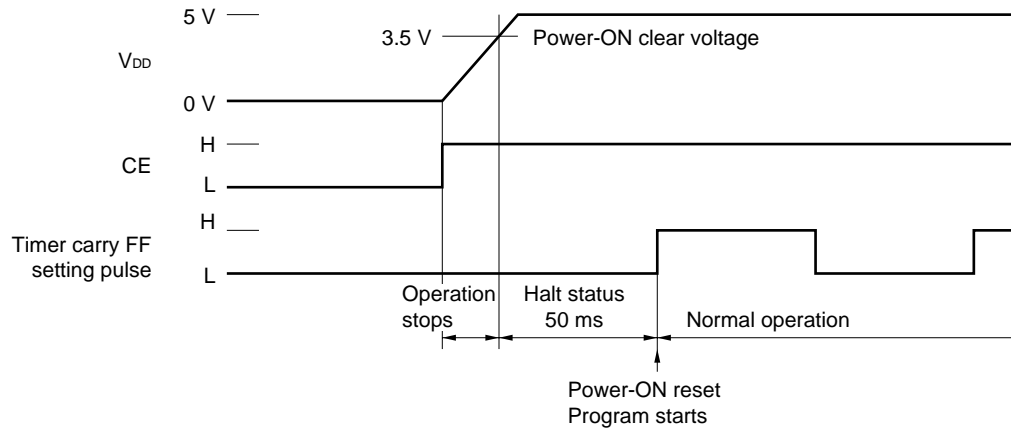 5 V
3.5 V
Power-ON clear voltage
VDD
0 V
H
CE
L
H
Timer carry FF
setting pulse
L
Operation
stops
Halt status
50 ms
Normal operation
Power-ON reset
Program starts